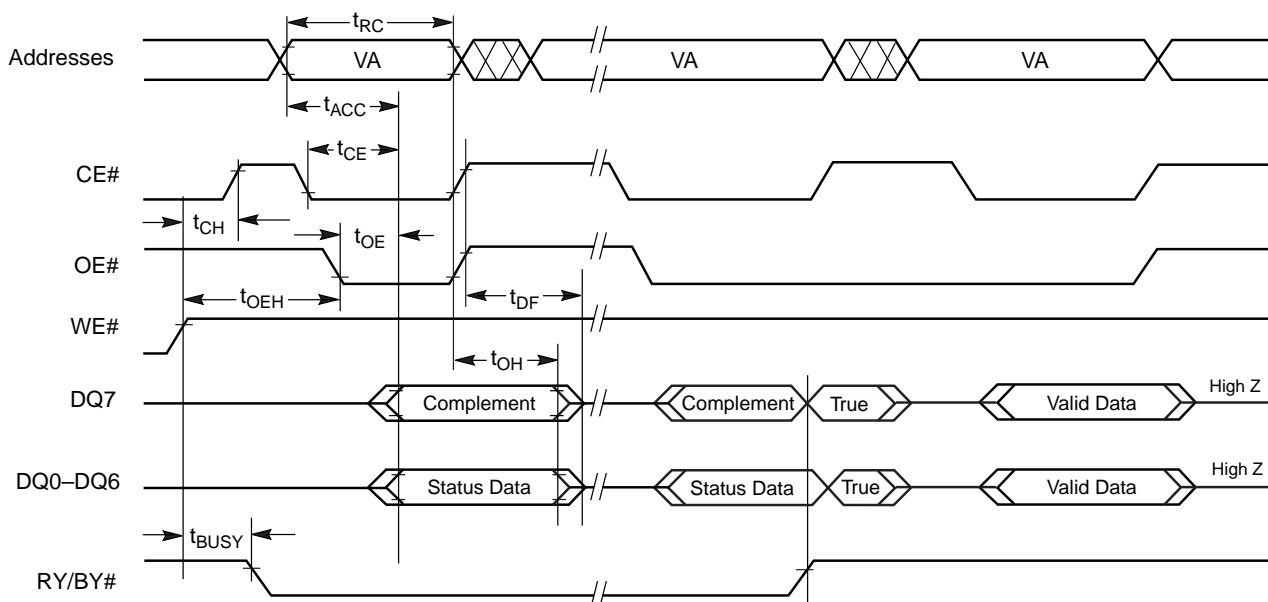 tRC
Addresses VA VA VA
tACC
tCE
CE#
tCH
tOE
OE#
tOEH
tDF
WE#
tOH
DQ7 Complement Complement True Valid Data High Z
DQ0–DQ6 Status Data Status Data True Valid Data High Z
tBUSY
RY/BY#